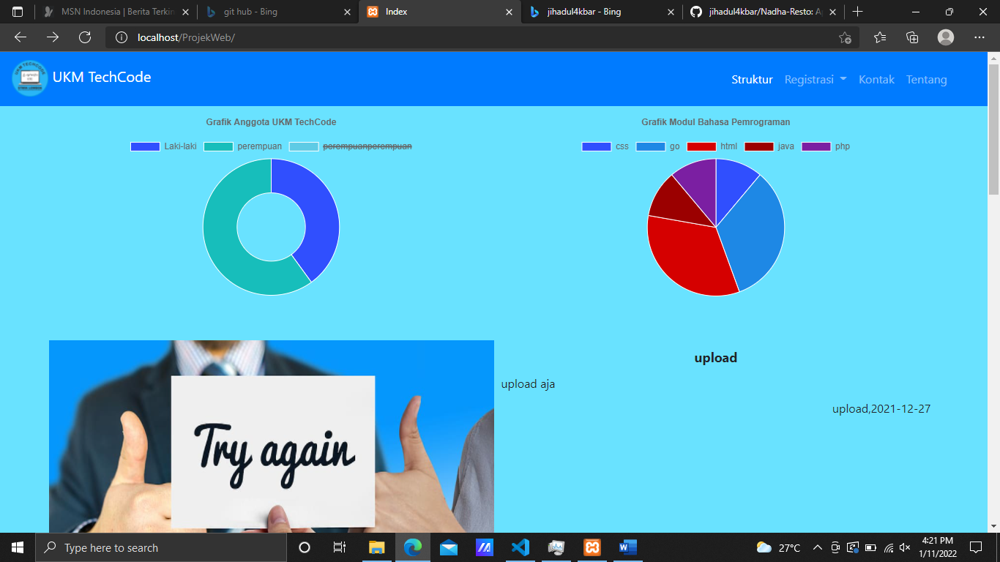 MSN Indonesia | Berita Terkin
git hub - Bing
Index
jihadul4kbar - Bing
jihadul4kbar/Nadha-Resto: A
localhost/ProjekWeb/
UKM TechCode
Struktur
Registrasi
Kontak
Tentang
Grafik Anggota UKM TechCode
Laki-laki perempuan perempuanperempuan
Grafik Modul Bahasa Pemrograman
css go html java php
Try again
upload
upload aja
upload,2021-12-27
Type here to search
27°C
4:21 PM
1/11/2022